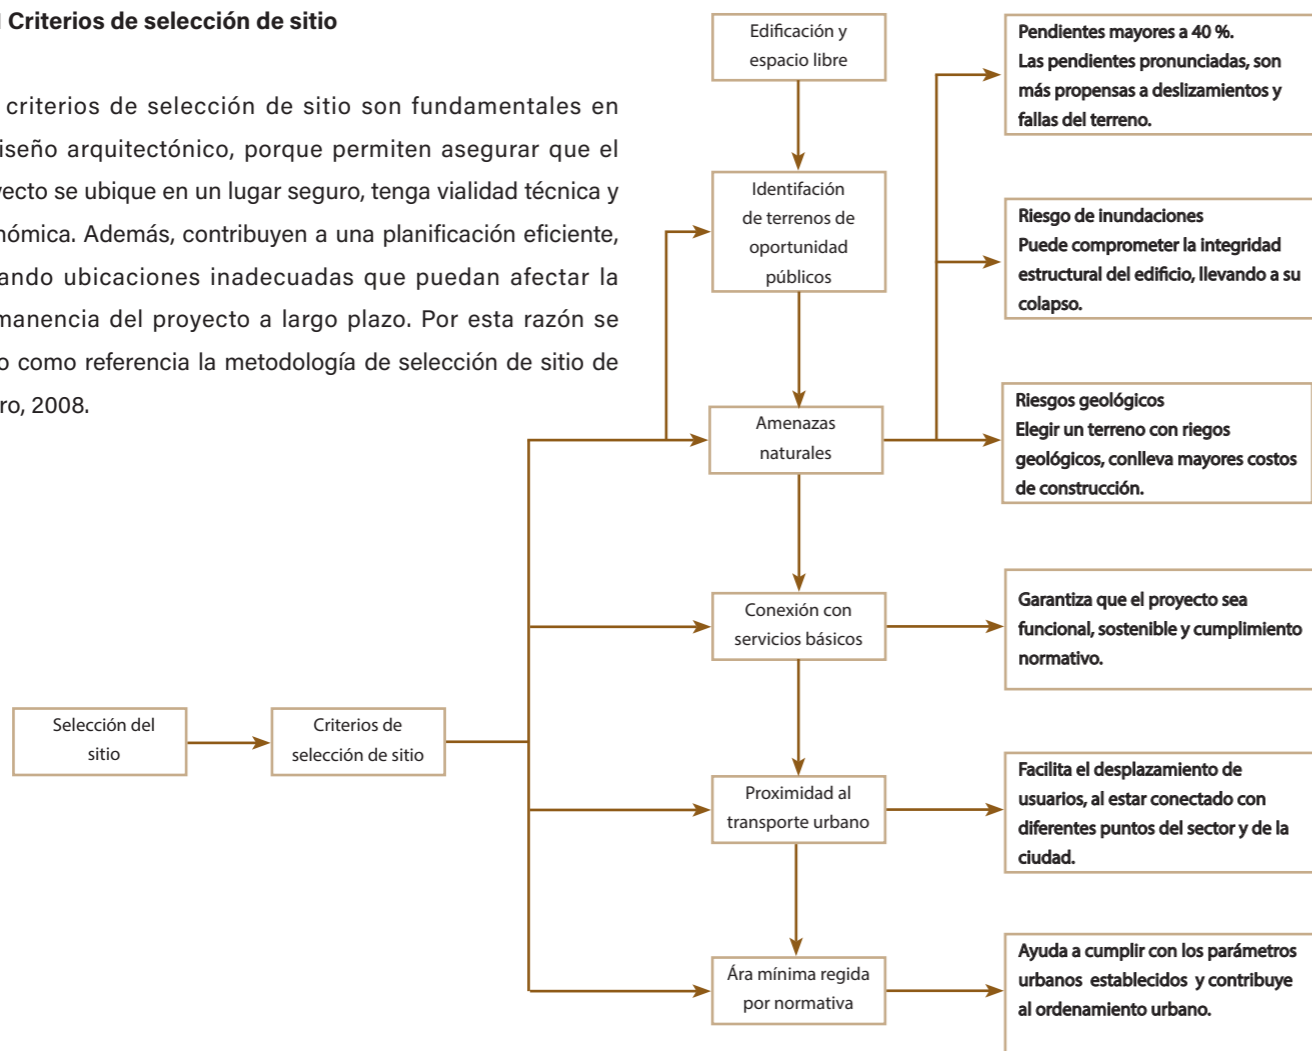 Criterios de selección de sitio
criterios de selección de sitio son fundamentales en
arquitectónico, porque permiten asegurar que el
se ubique en un lugar seguro, tenga vialidad técnica y
Además, contribuyen a una planificación eficiente,
ubicaciones inadecuadas que puedan afectar la
del proyecto a largo plazo. Por esta razón se
como referencia la metodología de selección de sitio de
2008.
Edificación y
espacio libre
Identifación
de terrenos de
oportunidad
públicos
Amenazas
naturales
Conexión con
servicios básicos
Proximidad al
transporte urbano
Ára mínima regida
por normativa
Selección del
sitio
Criterios de
selección de sitio
Pendientes mayores a 40 %.
Las pendientes pronunciadas, son
más propensas a deslizamientos y
fallas del terreno.
Riesgo de inundaciones
Puede comprometer la integridad
estructural del edificio, llevando a su
colapso.
Riesgos geológicos
Elegir un terreno con riegos
geológicos, conlleva mayores costos
de construcción.
Garantiza que el proyecto sea
funcional, sostenible y cumplimiento
normativo.
Facilita el desplazamiento de
usuarios, al estar conectado con
diferentes puntos del sector y de la
ciudad.
Ayuda a cumplir con los parámetros
urbanos establecidos y contribuye
al ordenamiento urbano.